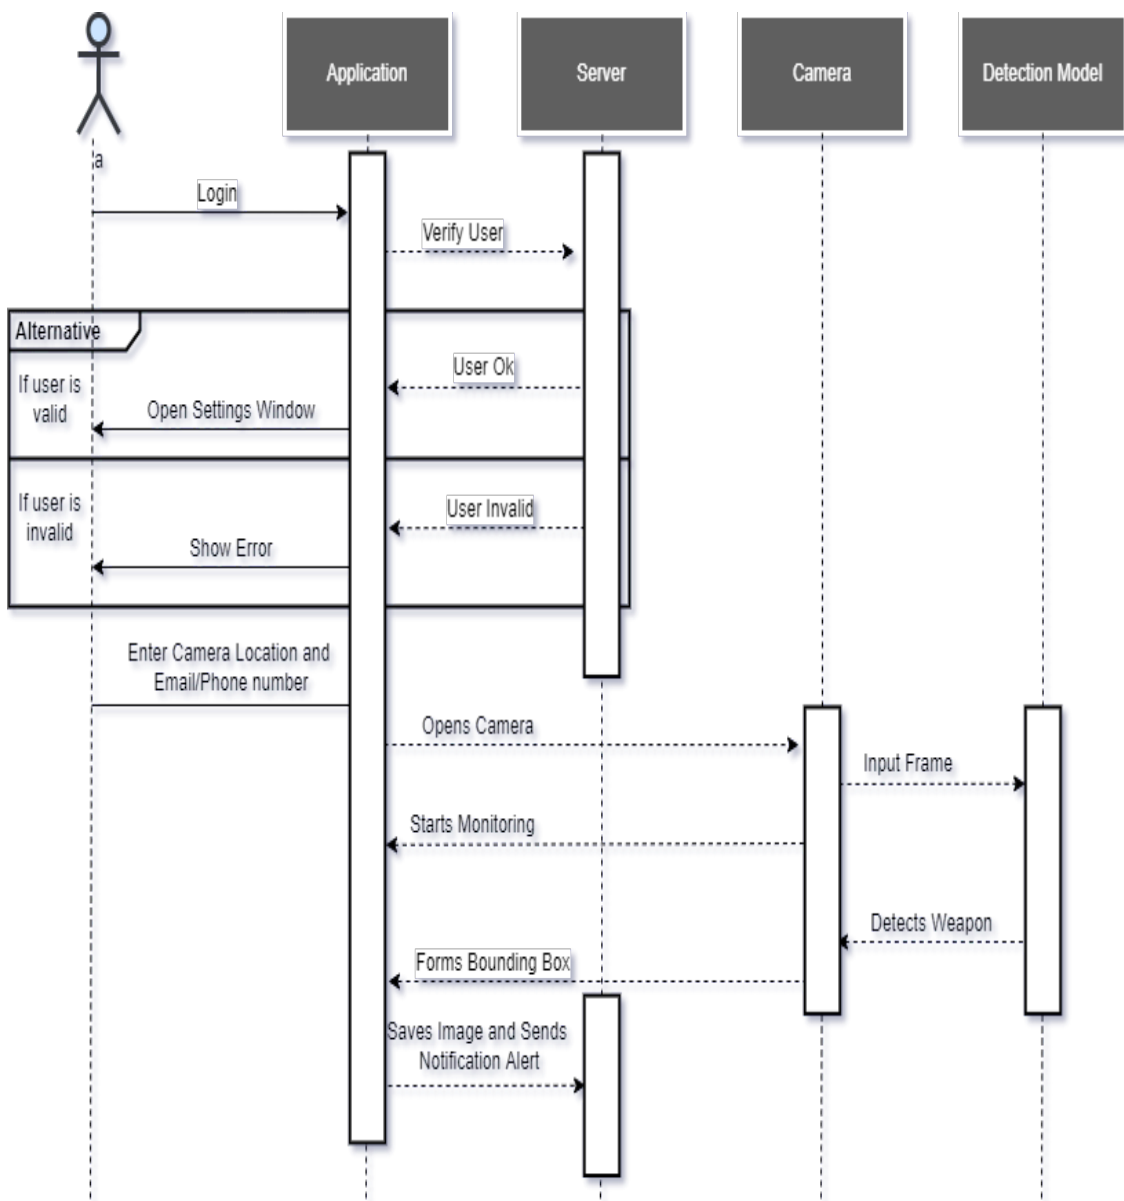 Application
Server
Camera
Detection Model
a
Login
Verify User
Alternative
User Ok
If user is
valid
Open Settings Window
If user is
invalid
User Invalid
Show Error
Enter Camera Location and
Email/Phone number
Opens Camera
Input Frame
Starts Monitoring
Detects Weapon
Forms Bounding Box
Saves Image and Sends
Notification Alert